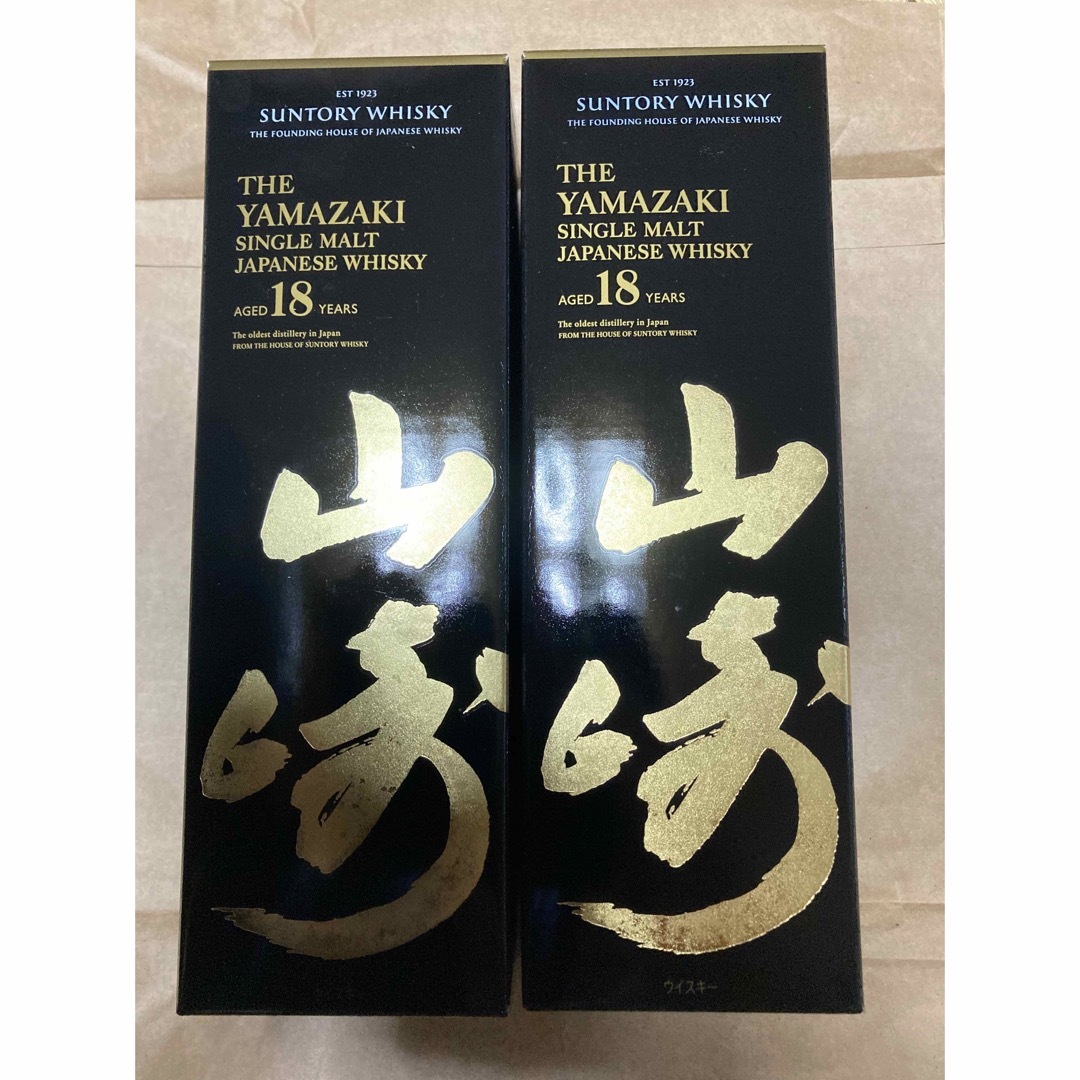 EST 1923
SUNTORY WHISKY
THE FOUNDING HOUSE OF JAPANESE WHISKY
THE
YAMAZAKI
SINGLE MALT
JAPANESE WHISKY
AGED 18 YEARS
The oldest distillery in Japan
FROM THE HOUSE OF SUNTORY WHISKY
山
崎
EST 1923
SUNTORY WHISKY
THE FOUNDING HOUSE OF JAPANESE WHISKY
THE
YAMAZAKI
SINGLE MALT
JAPANESE WHISKY
AGED 18 YEARS
The oldest distillery in Japan
FROM THE HOUSE OF SUNTORY WHISKY
山
崎
ウイスキー